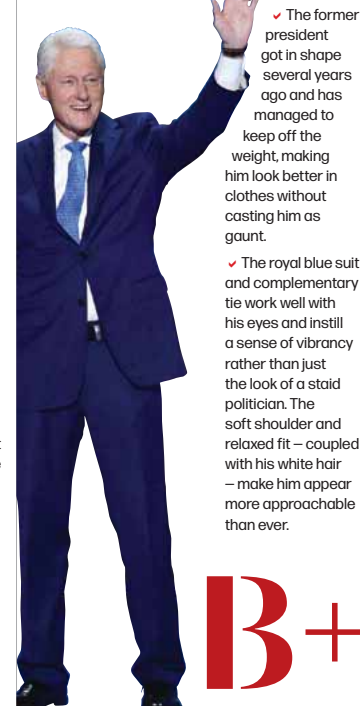 The former
president
got in shape
several years
ago and has
managed to
keep off the
weight, making
him look better in
clothes without
casting him as
gaunt.
The royal blue suit
and complementary
tie work well with
his eyes and instill
a sense of vibrancy
rather than just
the look of a staid
politician. The
soft shoulder and
relaxed fit – coupled
with his white hair
– make him appear
more approachable
than ever.
B+